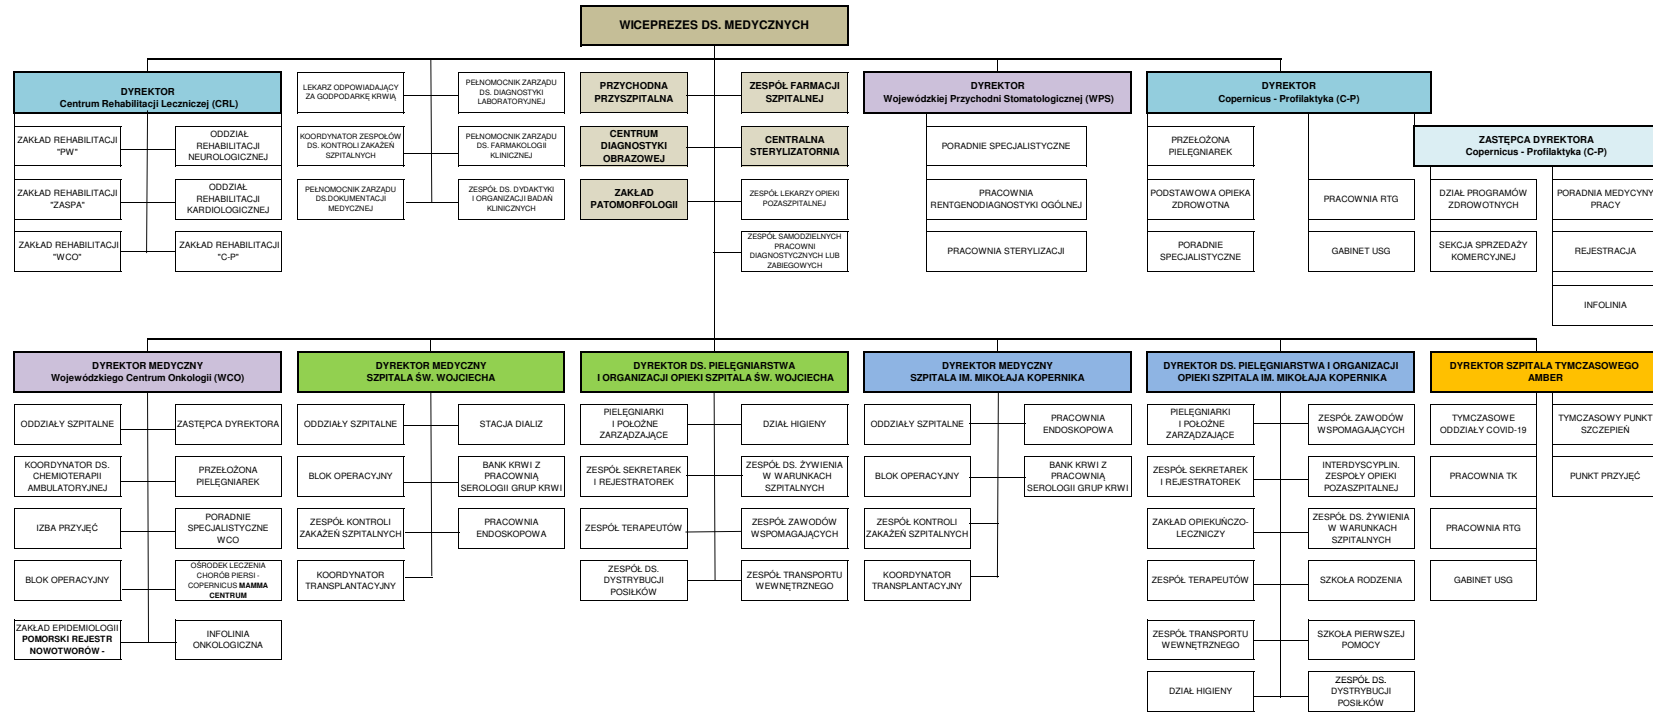 WICEPREZES DS. MEDYCZNYCH
DYREKTOR
Centrum Rehabilitacji Leczniczej (CRL)
ZAKŁAD REHABILITACJI
"PW"
ODDZIAŁ
REHABILITACJI
NEUROLOGICZNEJ
ZAKŁAD REHABILITACJI
"ZASPA"
ODDZIAŁ
REHABILITACJI
KARDIOLOGICZNEJ
ZAKŁAD REHABILITACJI
"WCO"
ZAKŁAD REHABILITACJI
"C-P"
LEKARZ ODPOWIADAJĄCY
ZA GODPODARKĘ KRWIĄ
PEŁNOMOCNIK ZARZĄDU
DS. DIAGNOSTYKI
LABORATORYJNEJ
KOORDYNATOR ZESPOŁÓW
DS. KONTROLI ZAKAŻEŃ
SZPITALNYCH
PEŁNOMOCNIK ZARZĄDU
DS. FARMAKOLOGII
KLINICZNEJ
PEŁNOMOCNIK ZARZĄDU
DS.DOKUMENTACJI
MEDYCZNEJ
ZESPÓŁ DS. DYDAKTYKI
I ORGANIZACJI BADAŃ
KLINICZNYCH
PRZYCHODNA
PRZYSZPITALNA
ZESPÓŁ FARMACJI
SZPITALNEJ
CENTRUM
DIAGNOSTYKI
OBRAZOWEJ
CENTRALNA
STERYLIZATORNIA
ZAKŁAD
PATOMORFOLOGII
ZESPÓŁ LEKARZY OPIEKI
POZASZPITALNEJ
ZESPÓŁ SAMODZIELNYCH
PRACOWNI
DIAGNOSTYCZNYCH LUB
ZABIEGOWYCH
DYREKTOR
Wojewódzkiej Przychodni Stomatologicznej (WPS)
PORADNIE SPECJALISTYCZNE
PRACOWNIA
RENTGENODIAGNOSTYKI OGÓLNEJ
PRACOWNIA STERYLIZACJI
DYREKTOR
Copernicus - Profilaktyka (C-P)
PRZEŁOŻONA
PIELĘGNIAREK
PODSTAWOWA OPIEKA
ZDROWOTNA
PRACOWNIA RTG
PORADNIE
SPECJALISTYCZNE
GABINET USG
ZASTĘPCA DYREKTORA
Copernicus - Profilaktyka (C-P)
DZIAŁ PROGRAMÓW
ZDROWOTNYCH
PORADNIA MEDYCYNY
PRACY
SEKCJA SPRZEDAŻY
KOMERCYJNEJ
REJESTRACJA
INFOLINIA
DYREKTOR MEDYCZNY
Wojewódzkiego Centrum Onkologii (WCO)
ODDZIAŁY SZPITALNE
ZASTĘPCA DYREKTORA
KOORDYNATOR DS.
CHEMIOTERAPII
AMBULATORYJNEJ
PRZEŁOŻONA
PIELĘGNIAREK
IZBA PRZYJĘĆ
PORADNIE
SPECJALISTYCZNE
WCO
BLOK OPERACYJNY
OŚRODEK LECZENIA
CHORÓB PIERSI -
COPERNICUS MAMMA
CENTRUM
ZAKŁAD EPIDEMIOLOGII
POMORSKI REJESTR
NOWOTWORÓW -
INFOLINIA
ONKOLOGICZNA
DYREKTOR MEDYCZNY
SZPITALA ŚW. WOJCIECHA
ODDZIAŁY SZPITALNE
STACJA DIALIZ
BLOK OPERACYJNY
BANK KRWI Z
PRACOWNIĄ
SEROLOGII GRUP KRWI
ZESPÓŁ KONTROLI
ZAKAŻEŃ SZPITALNYCH
PRACOWNIA
ENDOSKOPOWA
KOORDYNATOR
TRANSPLANTACYJNY
DYREKTOR DS. PIELĘGNIARSTWA
I ORGANIZACJI OPIEKI SZPITALA ŚW. WOJCIECHA
PIELĘGNIARKI
I POŁOŻNE
ZARZĄDZAJĄCE
DZIAŁ HIGIENY
ZESPÓŁ SEKRETAREK
I REJESTRATOREK
ZESPÓŁ DS. ŻYWIENIA
W WARUNKACH
SZPITALNYCH
ZESPÓŁ TERAPEUTÓW
ZESPÓŁ ZAWODÓW
WSPOMAGAJĄCYCH
ZESPÓŁ DS.
DYSTRYBUCJI
POSIŁKÓW
ZESPÓŁ TRANSPORTU
WEWNĘTRZNEGO
DYREKTOR MEDYCZNY
SZPITALA IM. MIKOŁAJA KOPERNIKA
ODDZIAŁY SZPITALNE
PRACOWNIA
ENDOSKOPOWA
BLOK OPERACYJNY
BANK KRWI Z
PRACOWNIĄ
SEROLOGII GRUP KRWI
ZESPÓŁ KONTROLI
ZAKAŻEŃ SZPITALNYCH
KOORDYNATOR
TRANSPLANTACYJNY
DYREKTOR DS. PIELĘGNIARSTWA I ORGANIZACJI
OPIEKI SZPITALA IM. MIKOŁAJA KOPERNIKA
PIELĘGNIARKI
I POŁOŻNE
ZARZĄDZAJĄCE
ZESPÓŁ ZAWODÓW
WSPOMAGAJĄCYCH
ZESPÓŁ SEKRETAREK
I REJESTRATOREK
INTERDYSCYPLIN.
ZESPOŁY OPIEKI
POZASZPITALNEJ
ZAKŁAD OPIEKUŃCZO-
LECZNICZY
ZESPÓŁ DS. ŻYWIENIA
W WARUNKACH
SZPITALNYCH
ZESPÓŁ TERAPEUTÓW
SZKOŁA RODZENIA
ZESPÓŁ TRANSPORTU
WEWNĘTRZNEGO
SZKOŁA PIERWSZEJ
POMOCY
DZIAŁ HIGIENY
ZESPÓŁ DS.
DYSTRYBUCJI
POSIŁKÓW
DYREKTOR SZPITALA TYMCZASOWEGO
AMBER
TYMCZASOWE
ODDZIAŁY COVID-19
TYMCZASOWY PUNKT
SZCZEPIEŃ
PRACOWNIA TK
PUNKT PRZYJĘĆ
PRACOWNIA RTG
GABINET USG